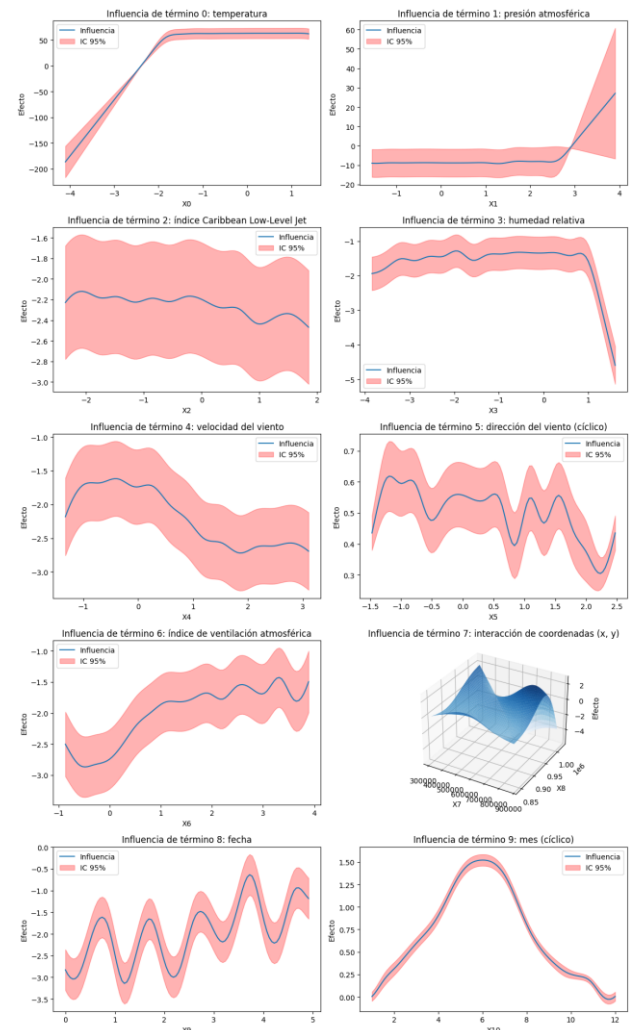 Influencia de término 0: temperatura
Influencia
IC 95%
Efecto
50
0
−50
−100
−150
−200
−4
−3
−2
−1
0
1
X0
Influencia de término 1: presión atmosférica
Influencia
IC 95%
Efecto
60
50
40
30
20
10
0
−10
−20
−1
0
1
2
3
4
X1
Influencia de término 2: índice Caribbean Low-Level Jet
Influencia
IC 95%
Efecto
−1.6
−1.8
−2.0
−2.2
−2.4
−2.6
−2.8
−3.0
−2
−1
0
1
2
X2
Influencia de término 3: humedad relativa
Influencia
IC 95%
Efecto
−1
−2
−3
−4
−5
−4
−3
−2
−1
0
1
X3
Influencia de término 4: velocidad del viento
Influencia
IC 95%
Efecto
−1.0
−1.5
−2.0
−2.5
−3.0
−1
0
1
2
3
X4
Influencia de término 5: dirección del viento (cíclico)
Influencia
IC 95%
Efecto
0.7
0.6
0.5
0.4
0.3
−1.5
−1.0
−0.5
0.0
0.5
1.0
1.5
2.0
2.5
X5
Influencia de término 6: índice de ventilación atmosférica
Influencia
IC 95%
Efecto
−1.0
−1.5
−2.0
−2.5
−3.0
−1
0
1
2
3
4
X6
Influencia de término 7: interacción de coordenadas (x, y)
2
0
−2
−4
Efecto
300000
400000
500000
600000
700000
800000
900000
X7
0.85
0.90
0.95
1.00
1e6
X8
Influencia de término 8: fecha
Influencia
IC 95%
Efecto
0.0
−0.5
−1.0
−1.5
−2.0
−2.5
−3.0
−3.5
0
1
2
3
4
5
X9
Influencia de término 9: mes (cíclico)
Influencia
IC 95%
Efecto
1.50
1.25
1.00
0.75
0.50
0.25
0.00
2
4
6
8
10
12
X10